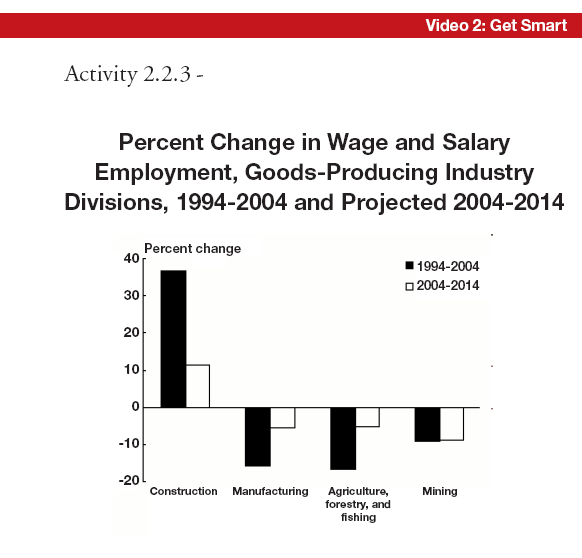 Video 2: Get Smart
Activity 2.2.3 -
Percent Change in Wage and Salary
Employment, Goods-Producing Industry
Divisions, 1994-2004 and Projected 2004-2014
Percent change
1994-2004
2004-2014
40
30
20
10
0
-10
-20
Construction
Manufacturing
Agriculture,
forestry, and
fishing
Mining